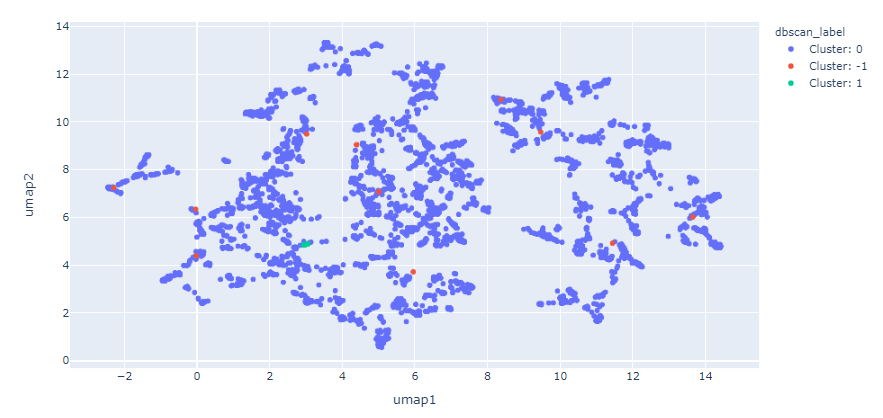 14
12
10
8
6
4
2
0
−2 0 2 4 6 8 10 12 14
umap1
umap2
dbscan_label
Cluster: 0
Cluster: -1
Cluster: 1